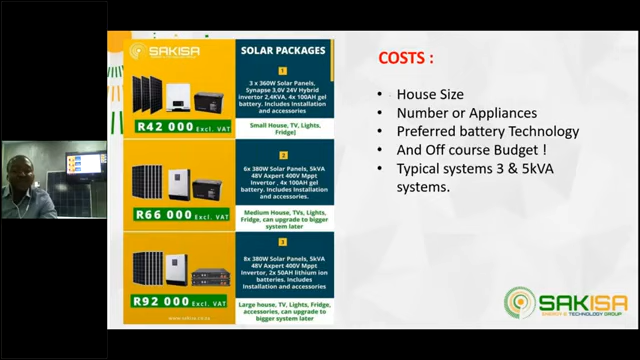 SAKISA
SOLAR PACKAGES
1
3 x 360W Solar Panels,
Synapse 3,0V 24V Hybrid
invertor 2,4KVA, 4x 100AH gel
battery. Includes Installation
and accessories
R42 000 Excl. VAT
Small House, TV, Lights,
Fridge]
2
6x 380W Solar Panels, 5kVA
48V Axpert 400V Mppt
Invertor , 4x 100AH gel
battery. Includes Installation
and accessories.
R66 000 Excl. VAT
Medium House, TVs, Lights,
Fridge, can upgrade to bigger
system later
3
8x 380W Solar Panels, 5kVA
48V Axpert 400V Mppt
Invertor, 2x 50AH lithium ion
batteries. Includes
Installation and accessories
R92 000 Excl. VAT
Large house, TV, Lights, Fridge,
accessories, can upgrade to
bigger system later
COSTS :
• House Size
• Number or Appliances
• Preferred battery Technology
• And Off course Budget !
• Typical systems 3 & 5kVA
systems.
SAKISA
ENERGY & TECHNOLOGY GROUP